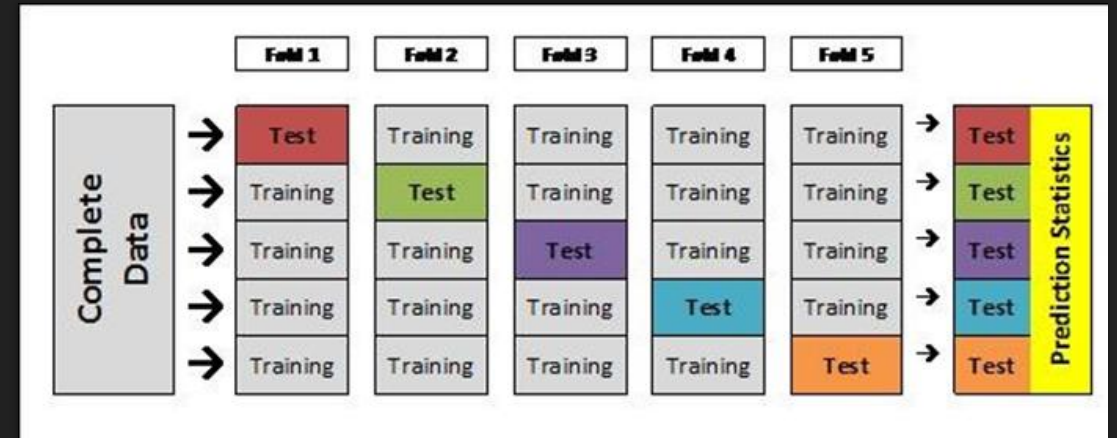 Fold 1 Fold 2 Fold 3 Fold 4 Fold 5
Complete
Data
Test Training Training Training Training Test
Training Test Training Training Training Test
Training Training Test Training Training Test
Training Training Training Test Training Test
Training Training Training Training Test Test
Prediction Statistics